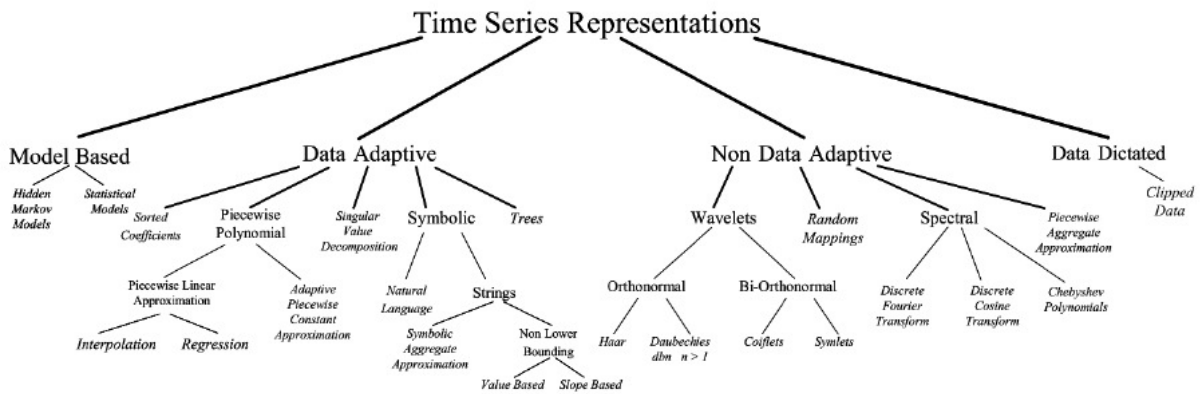 Time Series Representations
Model Based
Data Adaptive
Non Data Adaptive
Data Dictated
Hidden
Markov
Models
Statistical
Models
Sorted
Coefficients
Piecewise
Polynomial
Singular
Value
Decomposition
Symbolic
Trees
Wavelets
Random
Mappings
Spectral
Piecewise
Aggregate
Approximation
Clipped
Data
Piecewise Linear
Approximation
Adaptive
Piecewise
Constant
Approximation
Natural
Language
Strings
Orthonormal
Bi-Orthonormal
Discrete
Fourier
Transform
Discrete
Cosine
Transform
Chebyshev
Polynomials
Interpolation
Regression
Symbolic
Aggregate
Approximation
Non Lower
Bounding
Haar
Daubechies
dbn n > 1
Coiflets
Symlets
Value Based
Slope Based